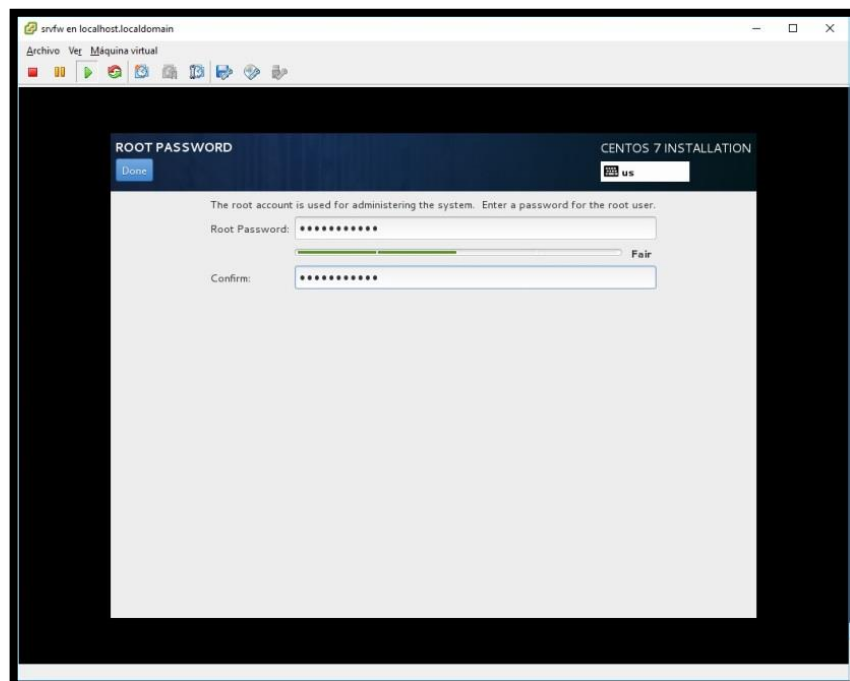 srvfw en localhost.localdomain
Archivo Ver Máquina virtual
ROOT PASSWORD
CENTOS 7 INSTALLATION
Done
us
The root account is used for administering the system. Enter a password for the root user.
Root Password: •••••••••••
Fair
Confirm: •••••••••••